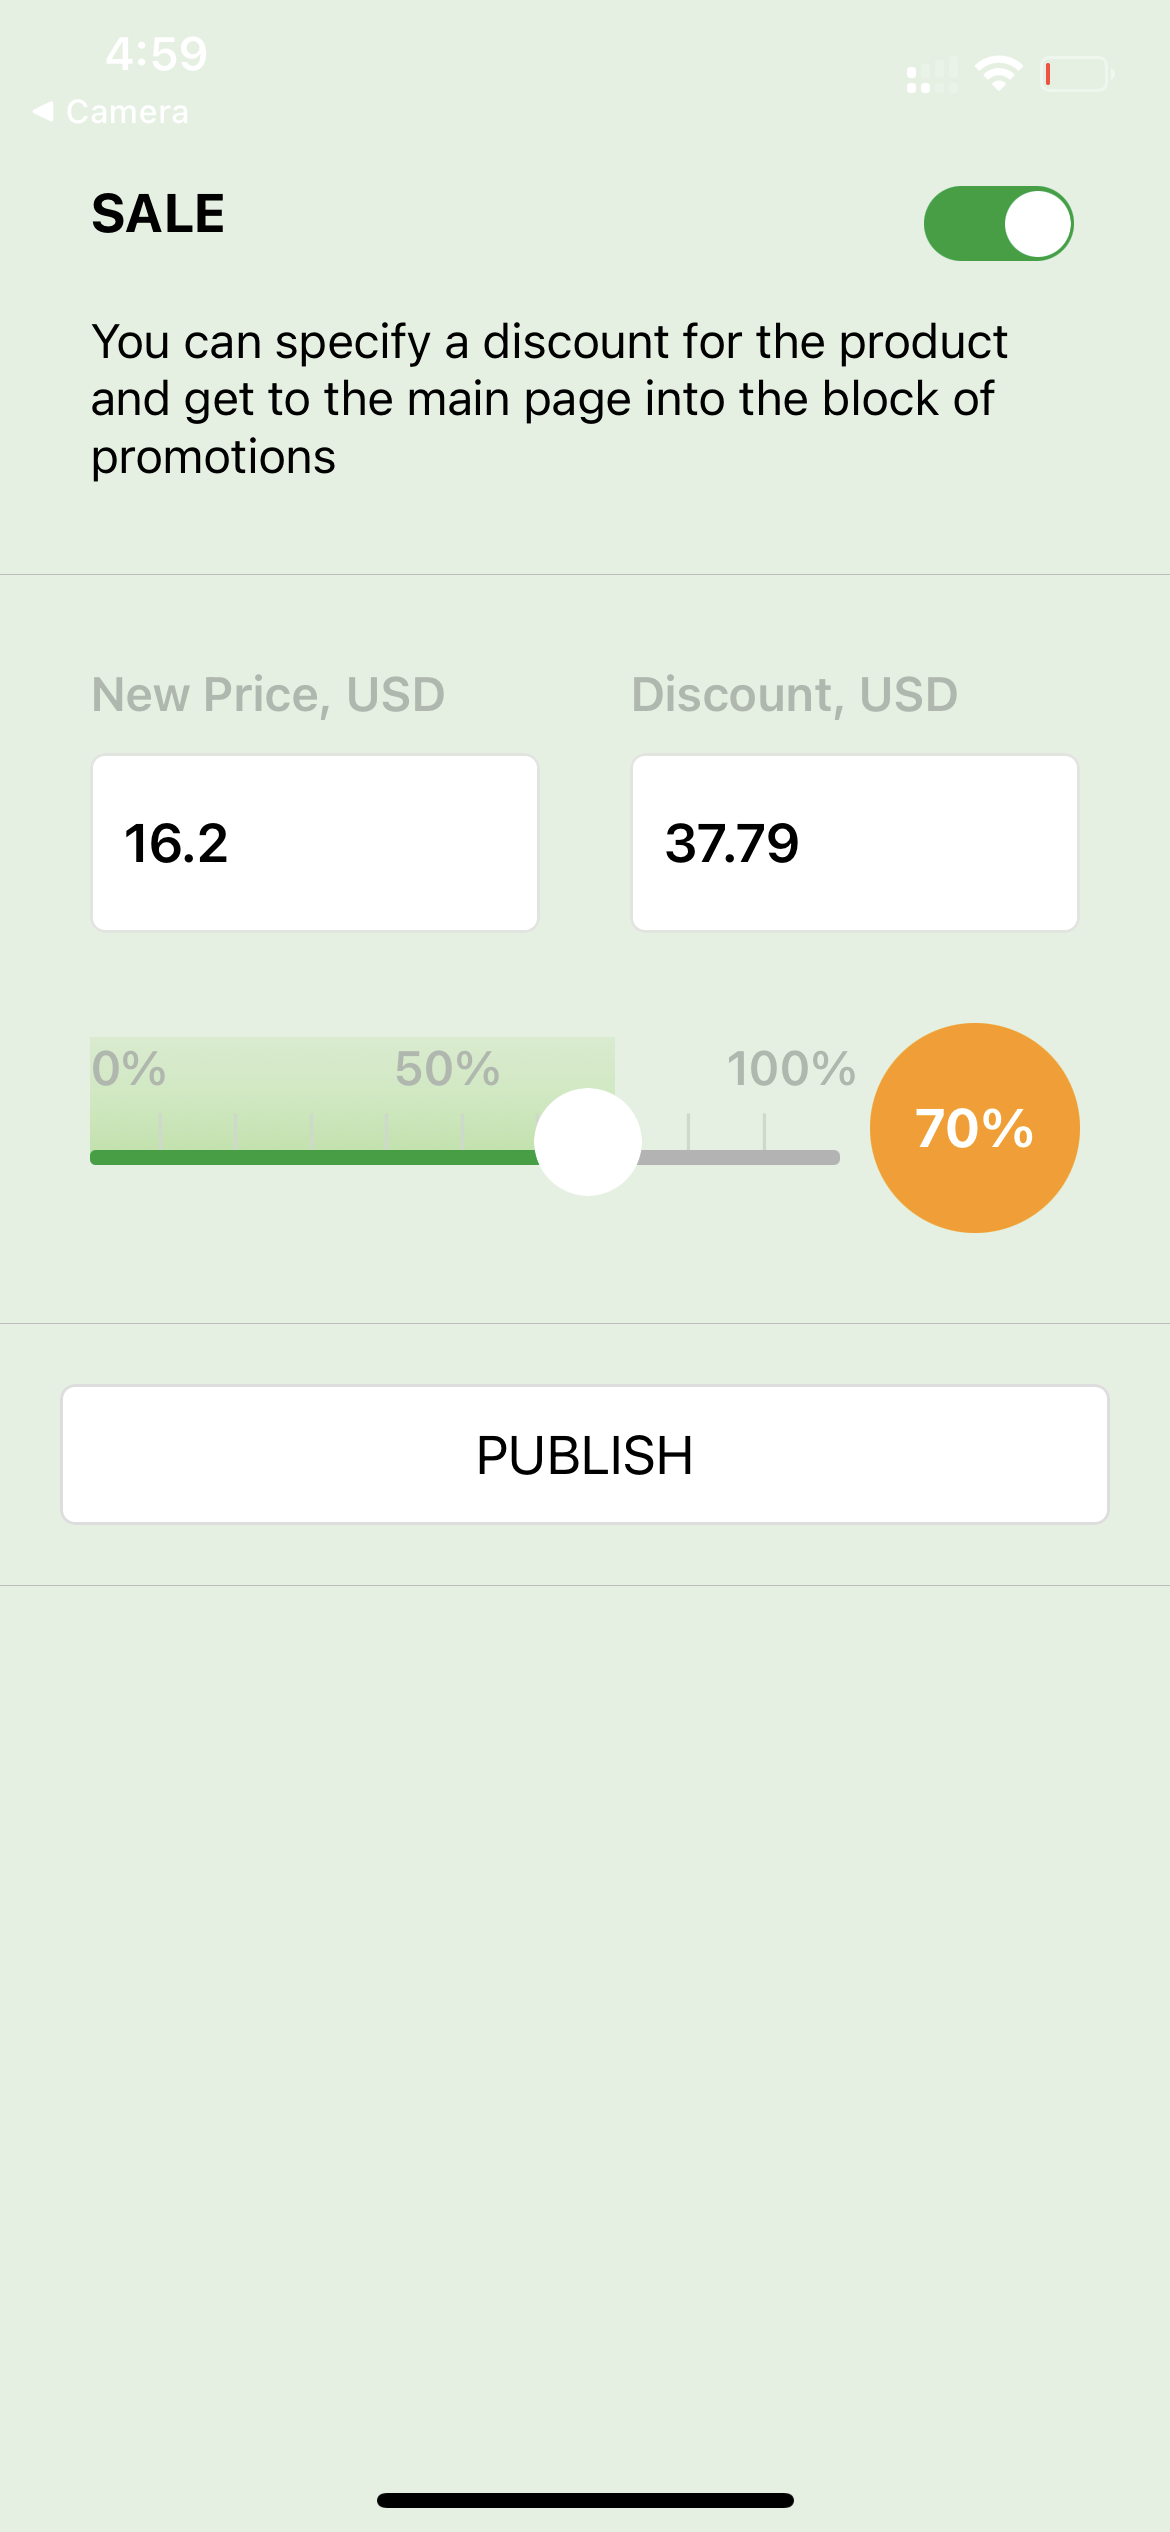 4:59
◀ Camera
SALE
You can specify a discount for the product
and get to the main page into the block of
promotions
New Price, USD
Discount, USD
16.2
37.79
0%
50%
100%
70%
PUBLISH